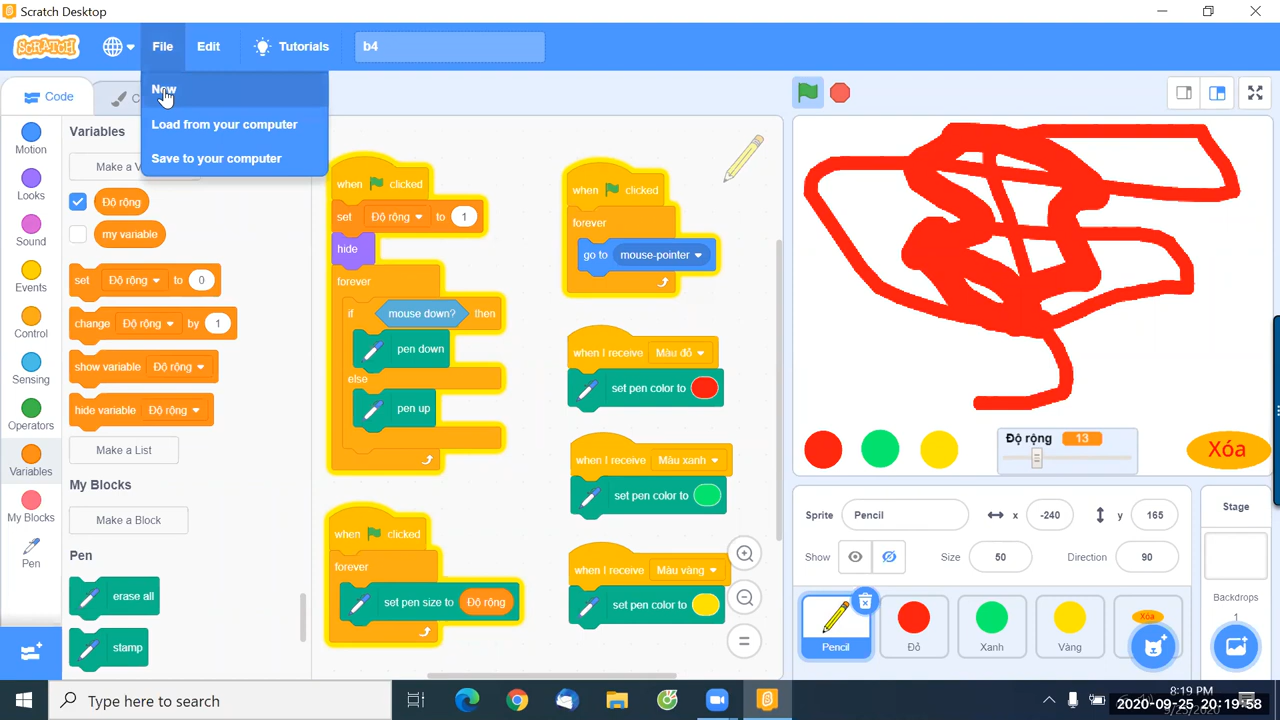 Scratch Desktop
SCRATCH
File
Edit
Tutorials
b4
New
Load from your computer
Save to your computer
Code
Motion
Looks
Sound
Events
Control
Sensing
Operators
Variables
My Blocks
Pen
Variables
Độ rộng
my variable
set Độ rộng to 0
change Độ rộng by 1
show variable Độ rộng
hide variable Độ rộng
Make a List
My Blocks
Make a Block
Pen
erase all
stamp
when clicked
set Độ rộng to 1
hide
forever
if mouse down? then
pen down
else
pen up
when clicked
forever
set pen size to Độ rộng
when clicked
forever
go to mouse-pointer
when I receive Màu đỏ
set pen color to
when I receive Màu xanh
set pen color to
when I receive Màu vàng
set pen color to
Độ rộng 13
Xóa
Sprite Pencil x -240 y 165
Show Size 50 Direction 90
Pencil
Đỏ
Xanh
Vàng
Xóa
Stage
Backdrops
1
Type here to search
8:19 PM
2020-09-25 20:19:58